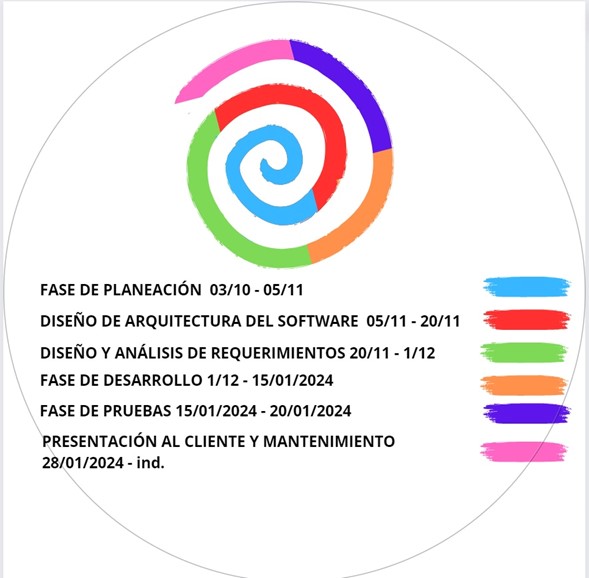 FASE DE PLANEACIÓN 03/10 - 05/11
DISEÑO DE ARQUITECTURA DEL SOFTWARE 05/11 - 20/11
DISEÑO Y ANÁLISIS DE REQUERIMIENTOS 20/11 - 1/12
FASE DE DESARROLLO 1/12 - 15/01/2024
FASE DE PRUEBAS 15/01/2024 - 20/01/2024
PRESENTACIÓN AL CLIENTE Y MANTENIMIENTO
28/01/2024 - ind.